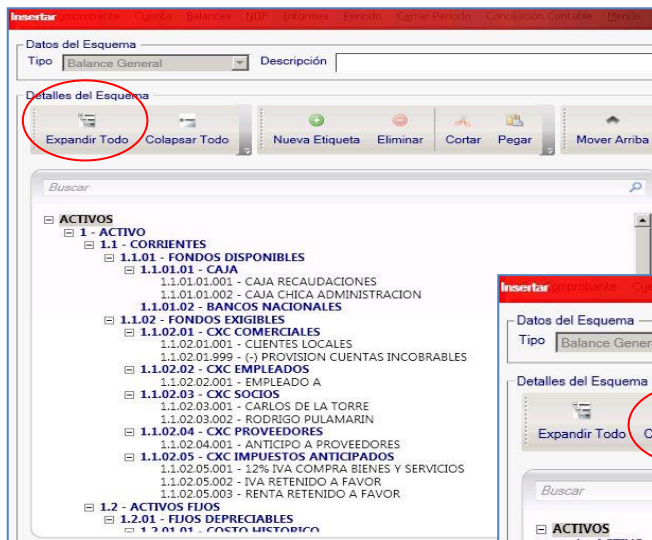 Insertar omprobante Cuenta Balances NIIF Informes Periodo Cerrar Periodo Conciliación Contable Menús
Datos del Esquema
Tipo Balance General Descripción
Detalles del Esquema
Expandir Todo Colapsar Todo Nueva Etiqueta Eliminar Cortar Pegar Mover Arriba
Buscar
ACTIVOS
1 - ACTIVO
1.1 - CORRIENTES
1.1.01 - FONDOS DISPONIBLES
1.1.01.01 - CAJA
1.1.01.01.001 - CAJA RECAUDACIONES
1.1.01.01.002 - CAJA CHICA ADMINISTRACION
1.1.01.02 - BANCOS NACIONALES
1.1.02 - FONDOS EXIGIBLES
1.1.02.01 - CXC COMERCIALES
1.1.02.01.001 - CLIENTES LOCALES
1.1.02.01.999 - (-) PROVISION CUENTAS INCOBRABLES
1.1.02.02 - CXC EMPLEADOS
1.1.02.02.001 - EMPLEADO A
1.1.02.03 - CXC SOCIOS
1.1.02.03.001 - CARLOS DE LA TORRE
1.1.02.03.002 - RODRIGO PULAMARIN
1.1.02.04 - CXC PROVEEDORES
1.1.02.04.001 - ANTICIPO A PROVEEDORES
1.1.02.05 - CXC IMPUESTOS ANTICIPADOS
1.1.02.05.001 - 12% IVA COMPRA BIENES Y SERVICIOS
1.1.02.05.002 - IVA RETENIDO A FAVOR
1.1.02.05.003 - RENTA RETENIDO A FAVOR
1.2 - ACTIVOS FIJOS
1.2.01 - FIJOS DEPRECIABLES
1.2.01.01 - COSTO HISTORICO
Insertar omprobante Cue
Datos del Esquema
Tipo Balance Gener
Detalles del Esquema
Expandir Todo C
Buscar
ACTIVOS